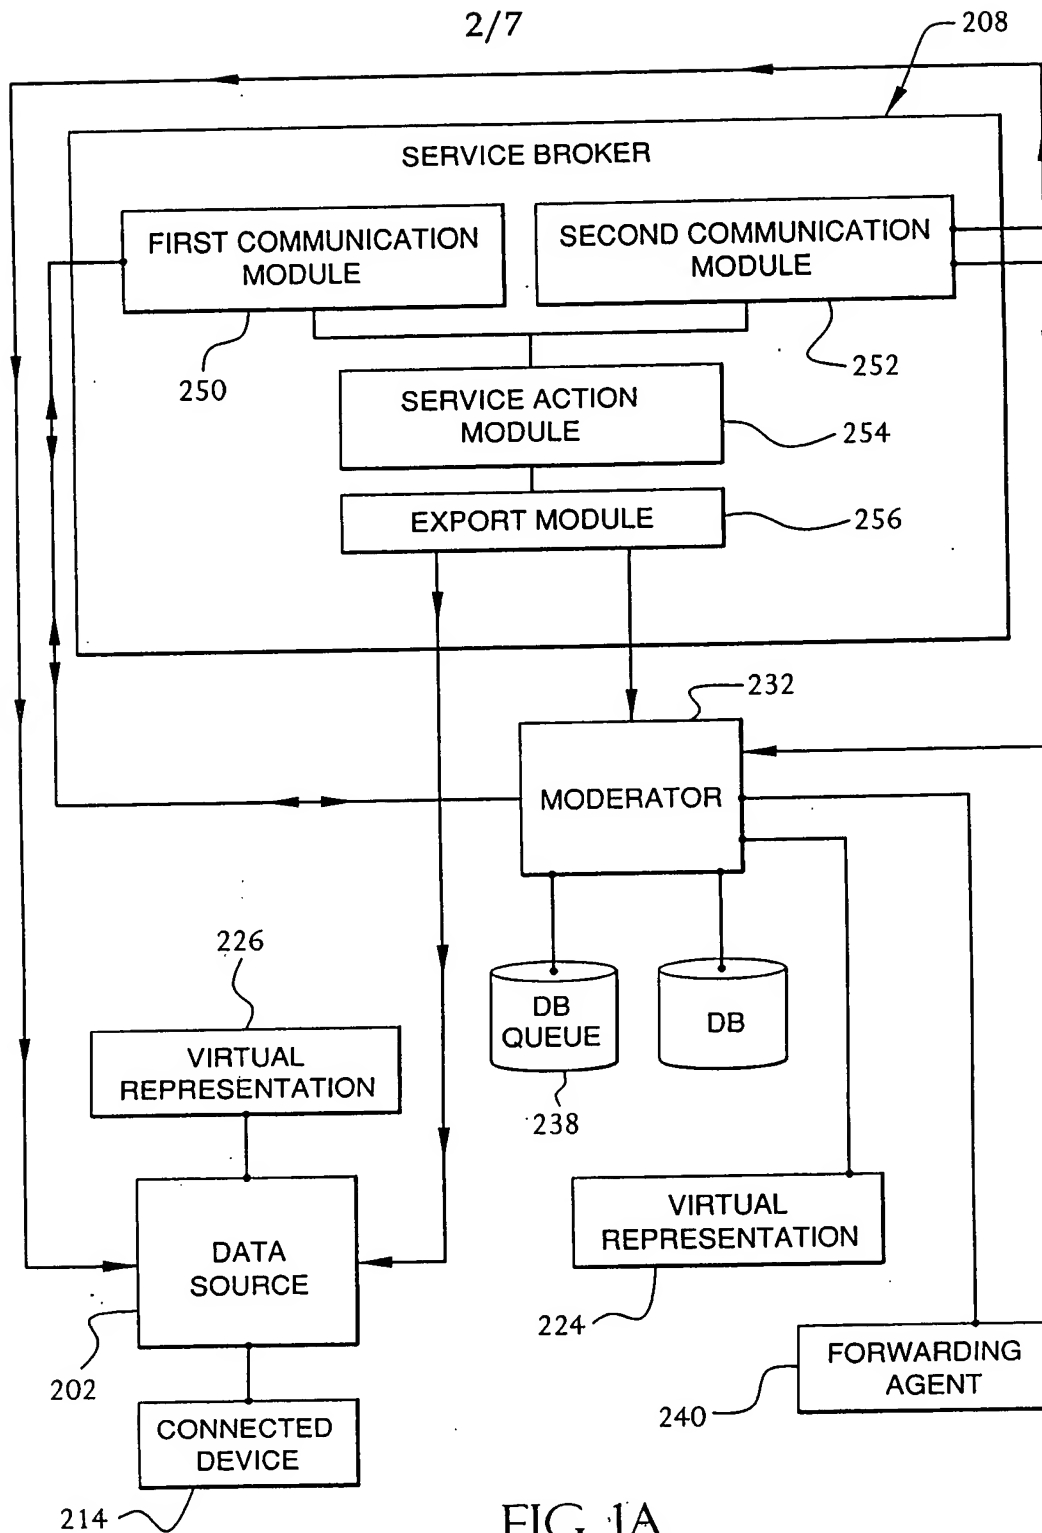 2/7
208
SERVICE BROKER
FIRST COMMUNICATION
MODULE
SECOND COMMUNICATION
MODULE
250
252
SERVICE ACTION
MODULE
254
EXPORT MODULE
256
232
MODERATOR
226
VIRTUAL
REPRESENTATION
DB
QUEUE
DB
238
DATA
SOURCE
VIRTUAL
REPRESENTATION
224
202
FORWARDING
AGENT
240
CONNECTED
DEVICE
214
FIG. 1A